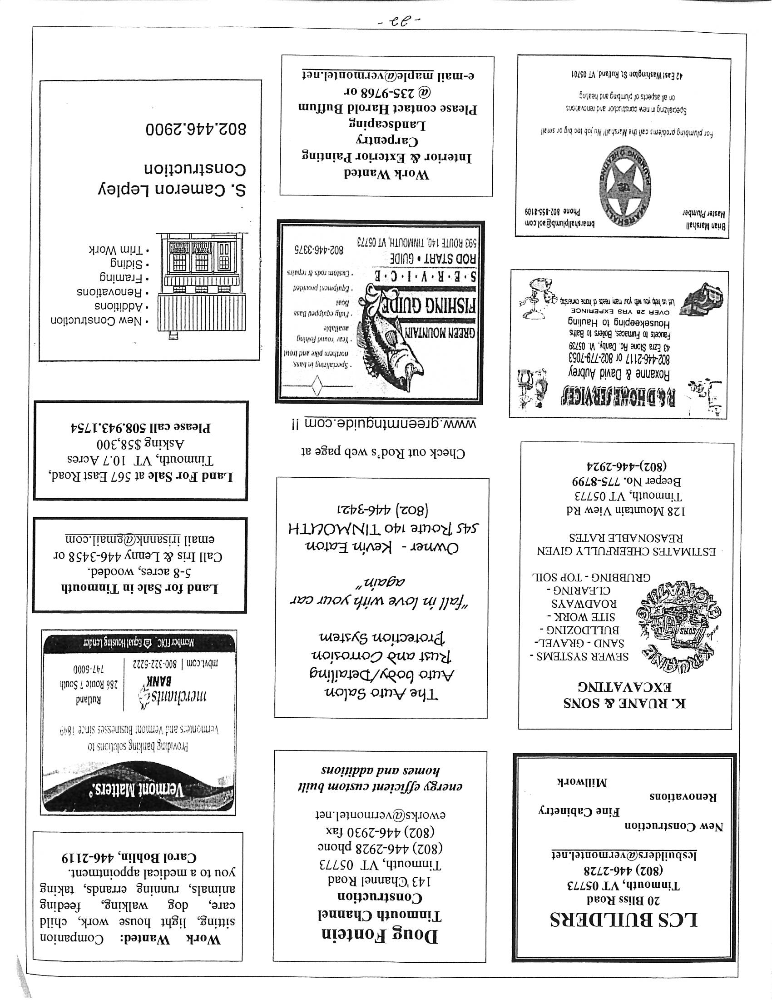 LCS BUILDERS
20 Bliss Road
Tinmouth, VT 05773
(802) 446-2728
lcsbuilders@vermontel.net
New Construction
Fine Cabinetry
Renovations
Millwork
K. RUANE & SONS
EXCAVATING
K. RUANE
and
SONS
EXCAVATING
SEWER SYSTEMS -
SAND - GRAVEL-
BULLDOZING -
SITE WORK -
ROADWAYS
CLEARING -
GRUBBING - TOP SOIL
ESTIMATES CHEERFULLY GIVEN
REASONABLE RATES
128 Mountain View Rd
Tinmouth, VT 05773
Beeper No. 775-8799
(802)-446-2924
R & D HOME SERVICES
Roxanne & David Aubrey
802-446-2117 or 802-779-7053
43 Ezra Stone Rd. Danby, Vt. 05739
Faucets to Furnaces, Boilers to Baths
Housekeeping to Hauling
OVER 28 YRS EXPERINCE
Let us help you with your many needs of home ownership
Brian Marshall
Master Plumber
bmarshallplumb@aol.com
Phone 802-855-8109
MARSHALL
PLUMBING & HEATING
For plumbing problems call the Marshall! No job too big or small
Specializing in new construction and renovations
on all aspects of plumbing and heating
42 East Washington St. Rutland, VT 05701
Doug Fontein
Tinmouth Channel
Construction
143 Channel Road
Tinmouth, VT 05773
(802) 446-2928 phone
(802) 446-2930 fax
eworks@vermontel.net
energy efficient custom built
homes and additions
The Auto Salon
Auto body/Detailing
Rust and Corrosion
Protection System
"fall in love with your car
again"
Owner - Kevin Eaton
545 Route 140 TINMOUTH
(802) 446-3421
Check out Rod's web page at
www.greenmtnguide.com !!
GREEN MOUNTAIN
FISHING GUIDE
S•E•R•V•I•C•E
ROD START • GUIDE
593 ROUTE 140, TINMOUTH, VT 05773
• Specializing in bass,
northern pike and trout
• Year round fishing
available
• Fully equipped Bass
Boat
• Equipment provided
• Custom rods & repairs
802-446-3375
Work Wanted
Interior & Exterior Painting
Carpentry
Landscaping
Please contact Harold Buffum
@ 235-9768 or
e-mail maple@vermontel.net
Work Wanted: Companion
sitting, light house work, child
care, dog walking, feeding
animals, running errands, taking
you to a medical appointment.
Carol Bohlin, 446-2119
Vermont Matters.®
Providing banking solutions to
Vermonters and Vermont Businesses since 1849
merchants
BANK
mbvt.com | 800-322-5222
Rutland
286 Route 7 South
747-5000
Member FDIC Equal Housing Lender
Land for Sale in Tinmouth
5-8 acres, wooded.
Call Iris & Lenny 446-3458 or
email irisannk@gmail.com
Land For Sale at 567 East Road,
Tinmouth, VT 10.7 Acres
Asking $58,300
Please call 508.943.1754
• New Construction
• Additions
• Renovations
• Framing
• Siding
• Trim Work
S. Cameron Lepley
Construction
802.446.2900
- 22 -